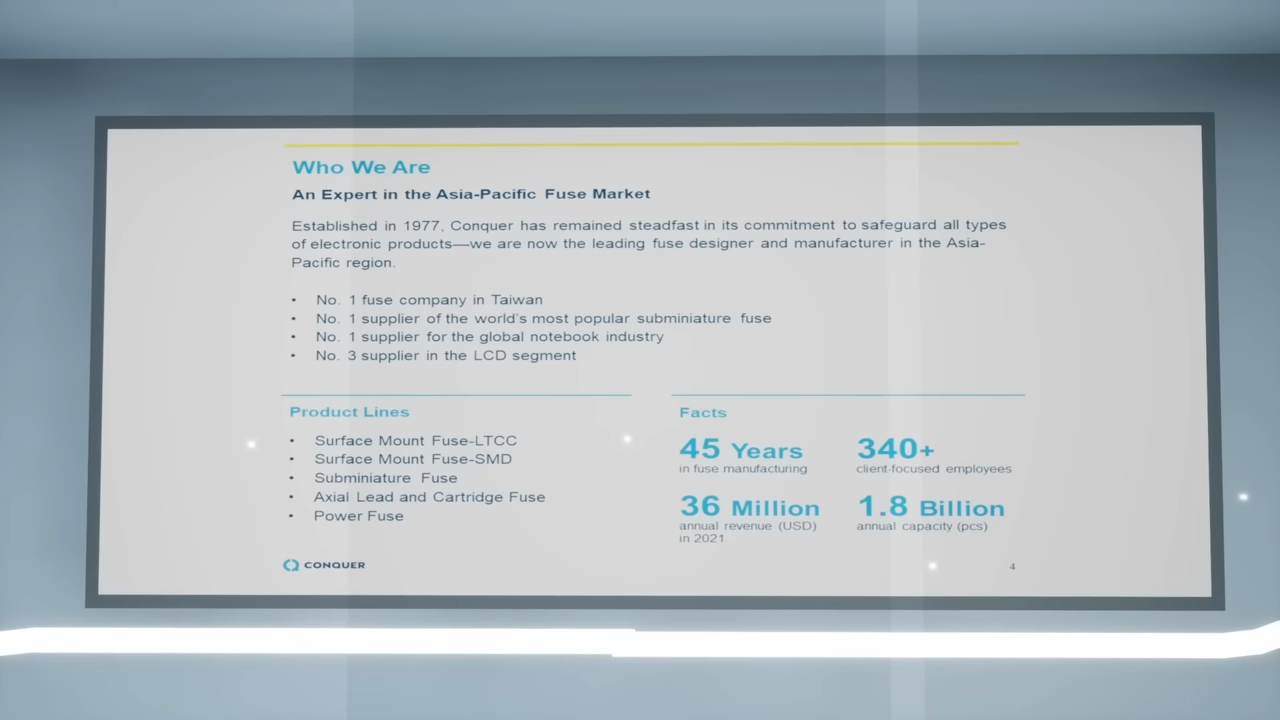 Who We Are
An Expert in the Asia-Pacific Fuse Market
Established in 1977, Conquer has remained steadfast in its commitment to safeguard all types
of electronic products—we are now the leading fuse designer and manufacturer in the Asia-
Pacific region.
• No. 1 fuse company in Taiwan
• No. 1 supplier of the world's most popular subminiature fuse
• No. 1 supplier for the global notebook industry
• No. 3 supplier in the LCD segment
Product Lines
• Surface Mount Fuse-LTCC
• Surface Mount Fuse-SMD
• Subminiature Fuse
• Axial Lead and Cartridge Fuse
• Power Fuse
Facts
45 Years
in fuse manufacturing
340+
client-focused employees
36 Million
annual revenue (USD)
in 2021
1.8 Billion
annual capacity (pcs)
CONQUER
4